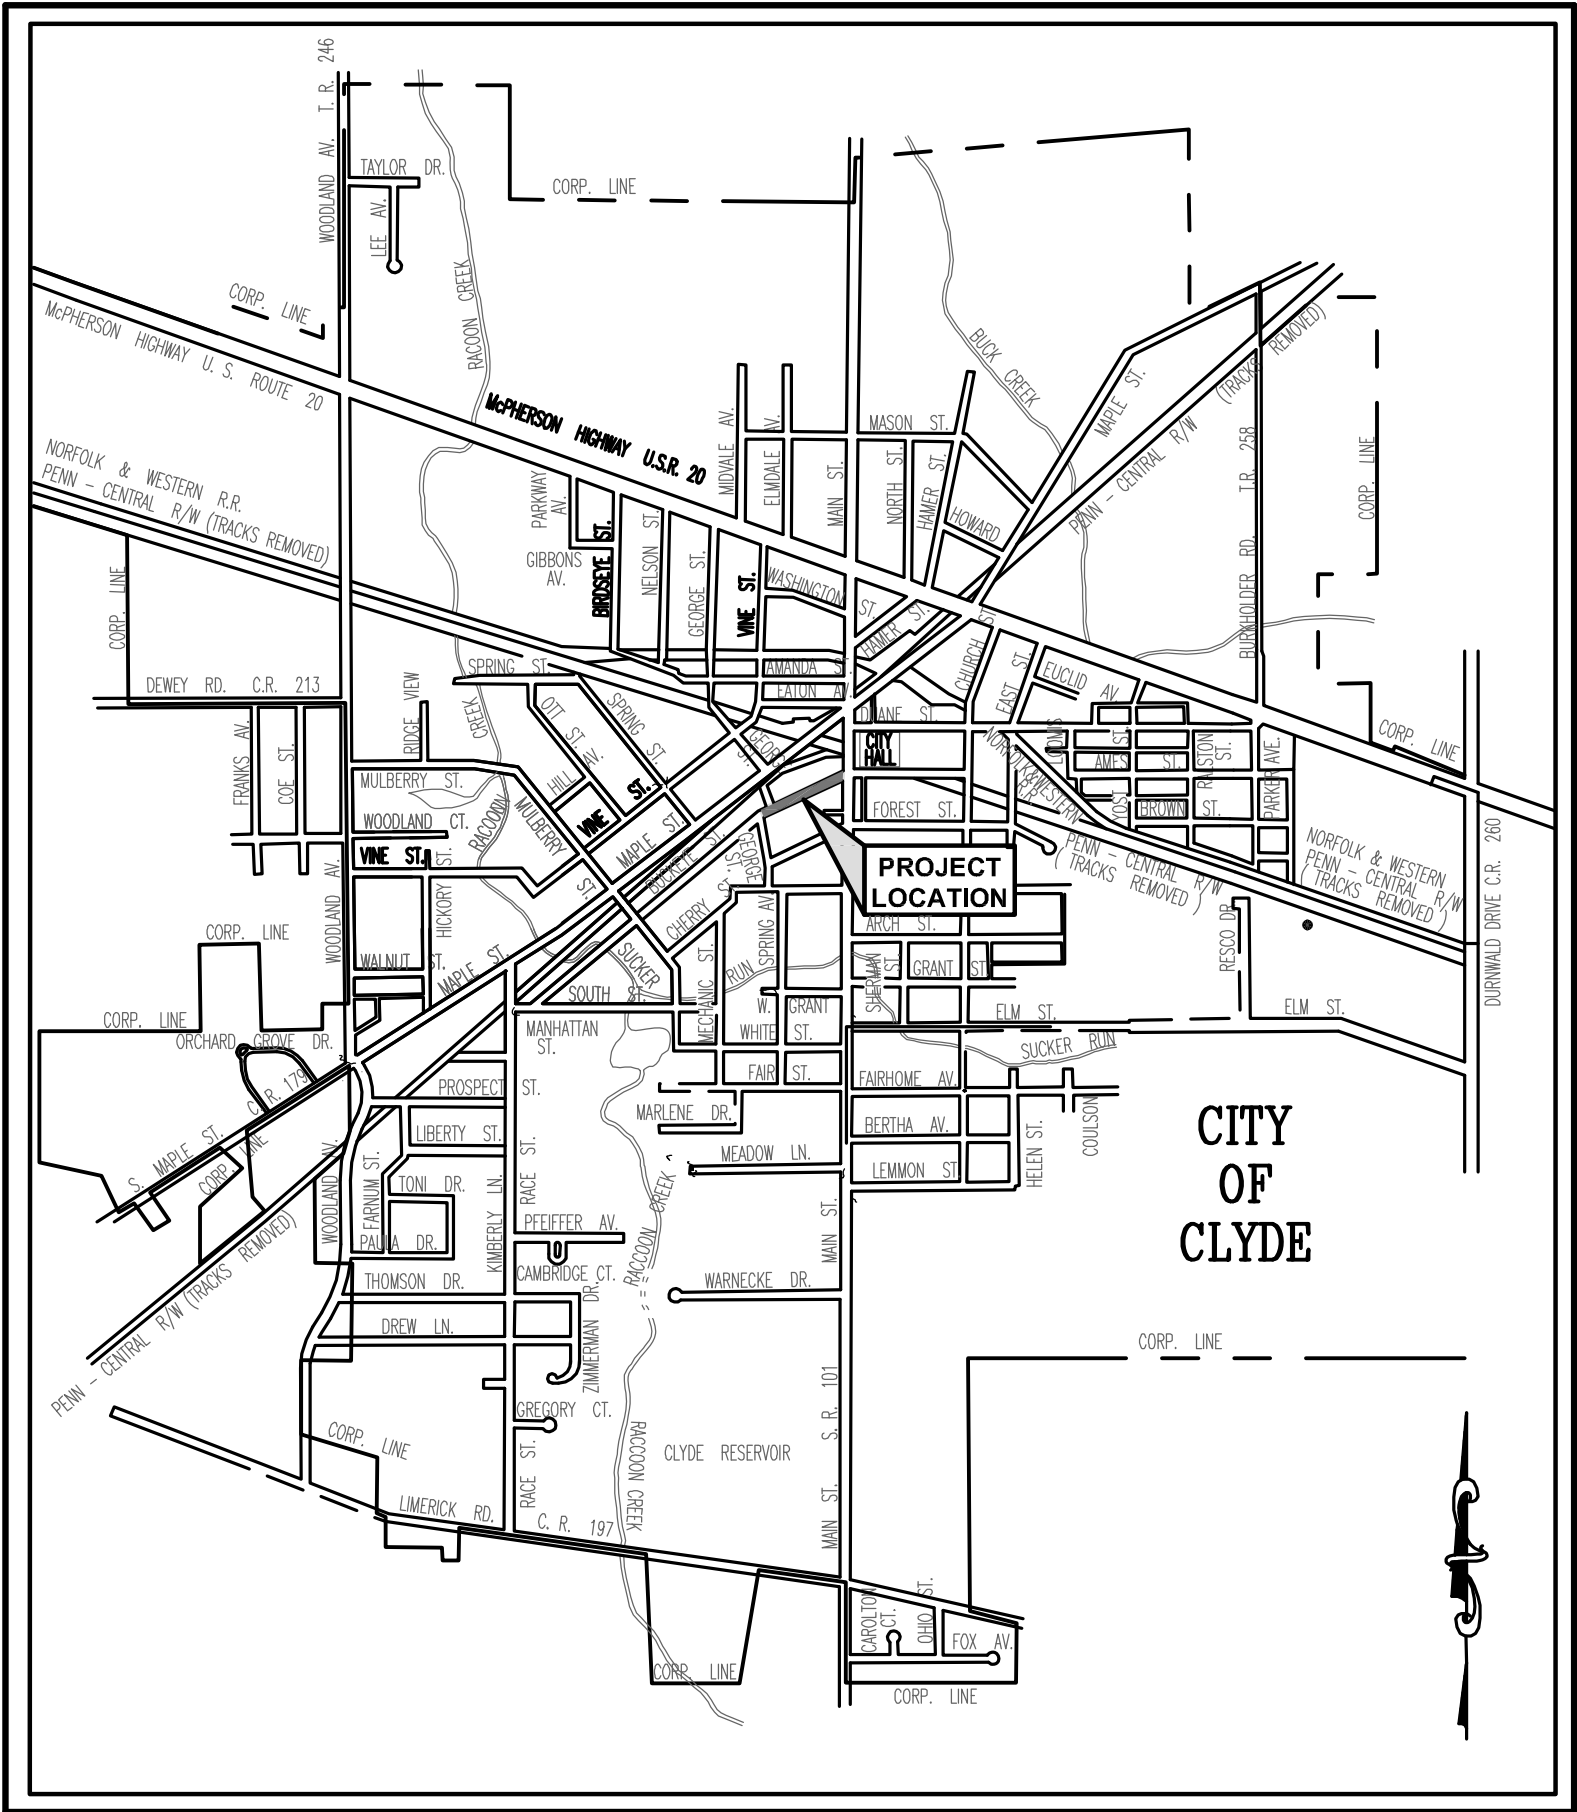 WOODLAND AV. T. R. 246
TAYLOR DR.
LEE AV.
RACOON CREEK
CORP. LINE
CORP. LINE
McPHERSON HIGHWAY U. S. ROUTE 20
BUCK CREEK
MAPLE ST.
PENN - CENTRAL R/W (TRACKS REMOVED)
McPHERSON HIGHWAY U.S.R. 20
MIDVALE AV.
ELMDALE AV.
MAIN ST.
MASON ST.
NORTH ST.
HAMER ST.
HOWARD
BURKHOLDER RD. T.R. 258
CORP. LINE
NORFOLK & WESTERN R.R.
PENN - CENTRAL R/W (TRACKS REMOVED)
PARKWAY AV.
GIBBONS AV.
BIRDSEYE ST.
NELSON ST.
GEORGE ST.
VINE ST.
WASHINGTON ST.
HAMER ST.
CORP. LINE
DEWEY RD. C.R. 213
SPRING ST.
AMANDA ST.
EATON AV.
CHURCH ST.
EAST ST.
EUCLID AV.
RIDGE VIEW
CREEK
OTT ST.
SPRING ST.
DUANE ST.
CITY
HALL
GEORGE ST.
LOOMIS
AMES ST.
ST.
RALSTON ST.
PARKER AVE.
CORP. LINE
FRANKS AV.
COE ST.
MULBERRY ST.
HILL AV.
VINE ST.
NORFOLK&WESTERN R.R.
YOST
BROWN ST.
WOODLAND CT.
RACOON
MULBERRY ST.
MAPLE ST.
BUCKEYE ST.
FOREST ST.
GEORGE ST.
VINE ST.
HICKORY ST.
PROJECT
LOCATION
PENN - CENTRAL R/W
( TRACKS REMOVED )
NORFOLK & WESTERN
PENN - CENTRAL R/W
( TRACKS REMOVED )
DURNWALD DRIVE C.R. 260
WOODLAND AV.
CORP. LINE
CHERRY ST.
SPRING AV.
ARCH ST.
RESCO DR.
WALNUT ST.
MAPLE ST.
SUCKER RUN
MECHANIC ST.
SHERMAN ST.
GRANT ST.
SOUTH ST.
W. GRANT
ELM ST.
ELM ST.
CORP. LINE
ORCHARD GROVE DR.
MANHATTAN ST.
WHITE ST.
SUCKER RUN
C. R. 179
PROSPECT ST.
FAIR ST.
FAIRHOME AV.
MARLENE DR.
BERTHA AV.
HELEN ST.
COULSON
CITY
OF
CLYDE
S. MAPLE ST.
CORP. LINE
WOODLAND AV.
LIBERTY ST.
RACE ST.
MEADOW LN.
LEMMON ST.
FARNUM ST.
TONI DR.
KIMBERLY LN.
PFEIFFER AV.
PAULA DR.
RACCOON CREEK
MAIN ST.
THOMSON DR.
CAMBRIDGE CT.
WARNECKE DR.
PENN - CENTRAL R/W (TRACKS REMOVED)
DREW LN.
ZIMMERMAN DR.
CORP. LINE
GREGORY CT.
CORP. LINE
RACE ST.
RACCOON CREEK
CLYDE RESERVOIR
MAIN ST. S. R. 101
LIMERICK RD. C. R. 197
CAROLTON CT.
OHIO ST.
FOX AV.
CORP. LINE
CORP. LINE